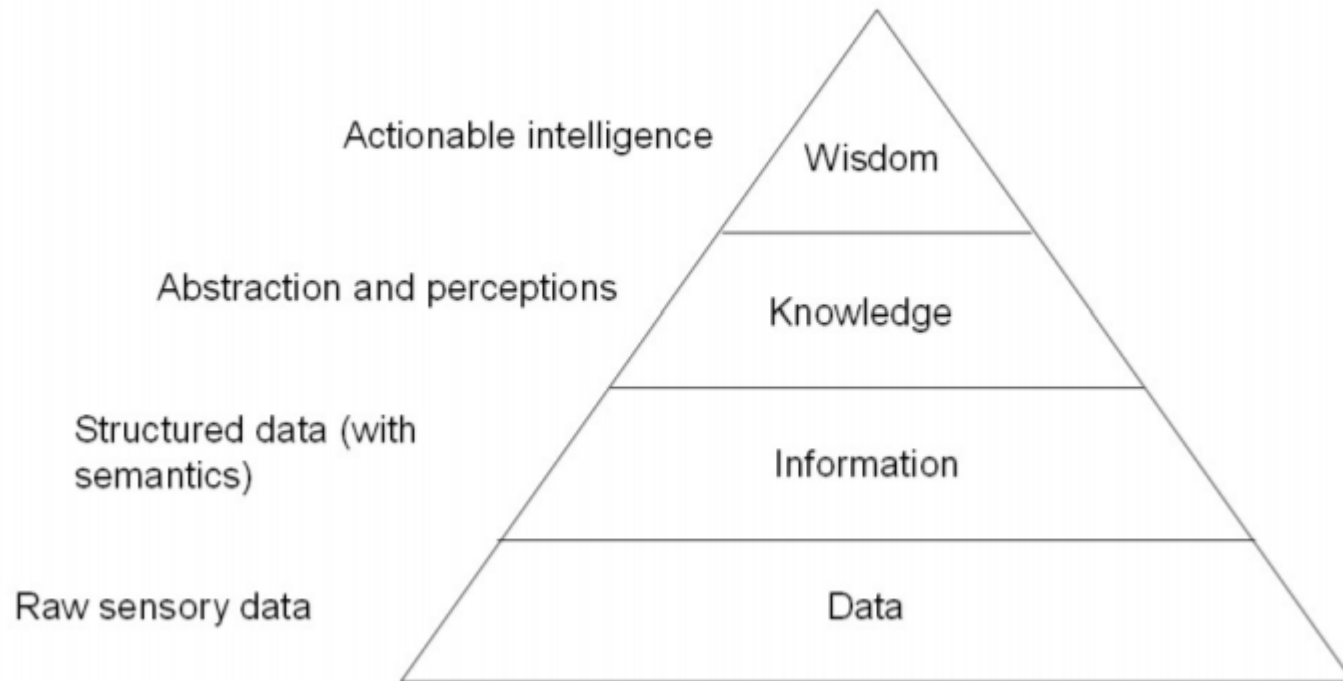 Actionable intelligence
Wisdom
Abstraction and perceptions
Knowledge
Structured data (with
semantics)
Information
Raw sensory data
Data